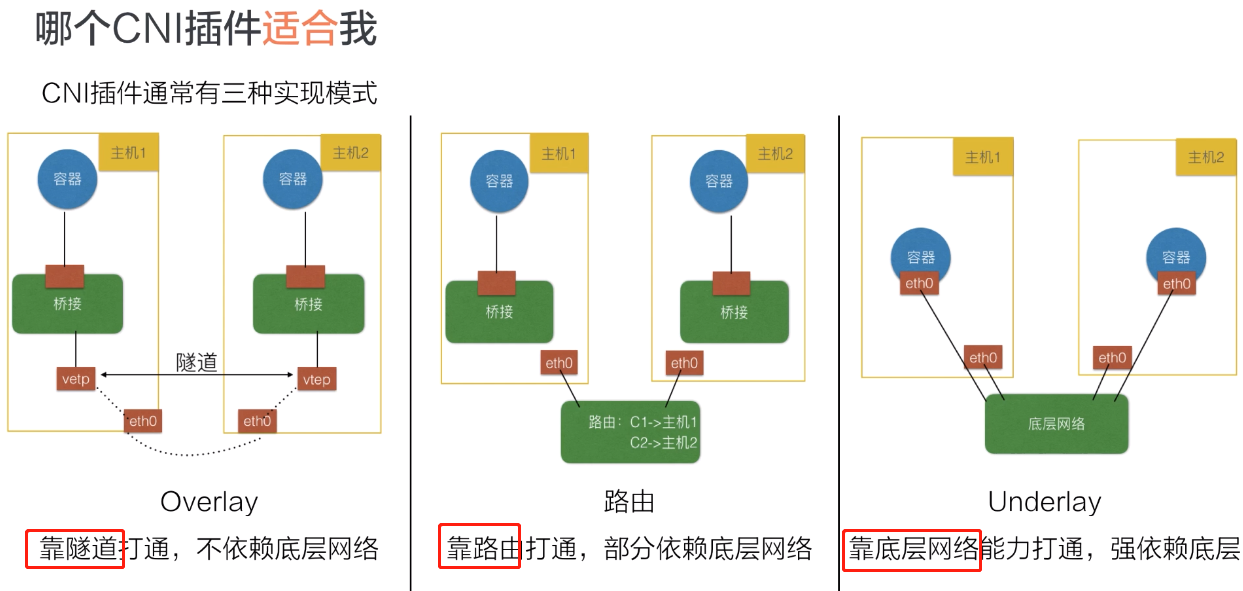 哪个CNI插件适合我
CNI插件通常有三种实现模式
主机1
容器
桥接
vetp
eth0
主机2
容器
桥接
vtep
eth0
隧道
Overlay
靠隧道打通，不依赖底层网络
主机1
容器
桥接
eth0
主机2
容器
桥接
eth0
路由：C1->主机1
C2->主机2
路由
靠路由打通，部分依赖底层网络
主机1
容器
eth0
eth0
主机2
容器
eth0
eth0
底层网络
Underlay
靠底层网络能力打通，强依赖底层